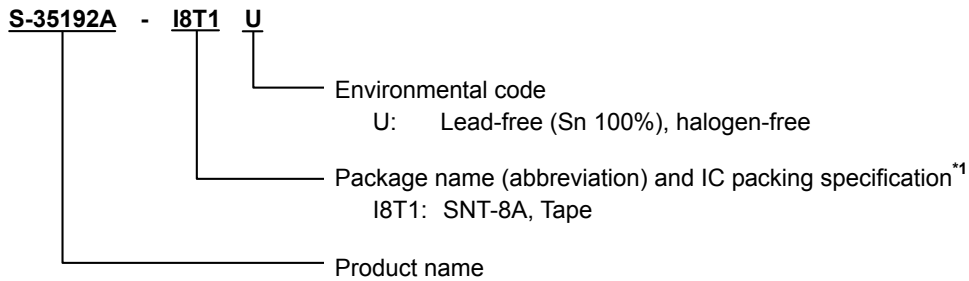 S-35192A - I8T1 U
Environmental code
U: Lead-free (Sn 100%), halogen-free
Package name (abbreviation) and IC packing specification*1
I8T1: SNT-8A, Tape
Product name